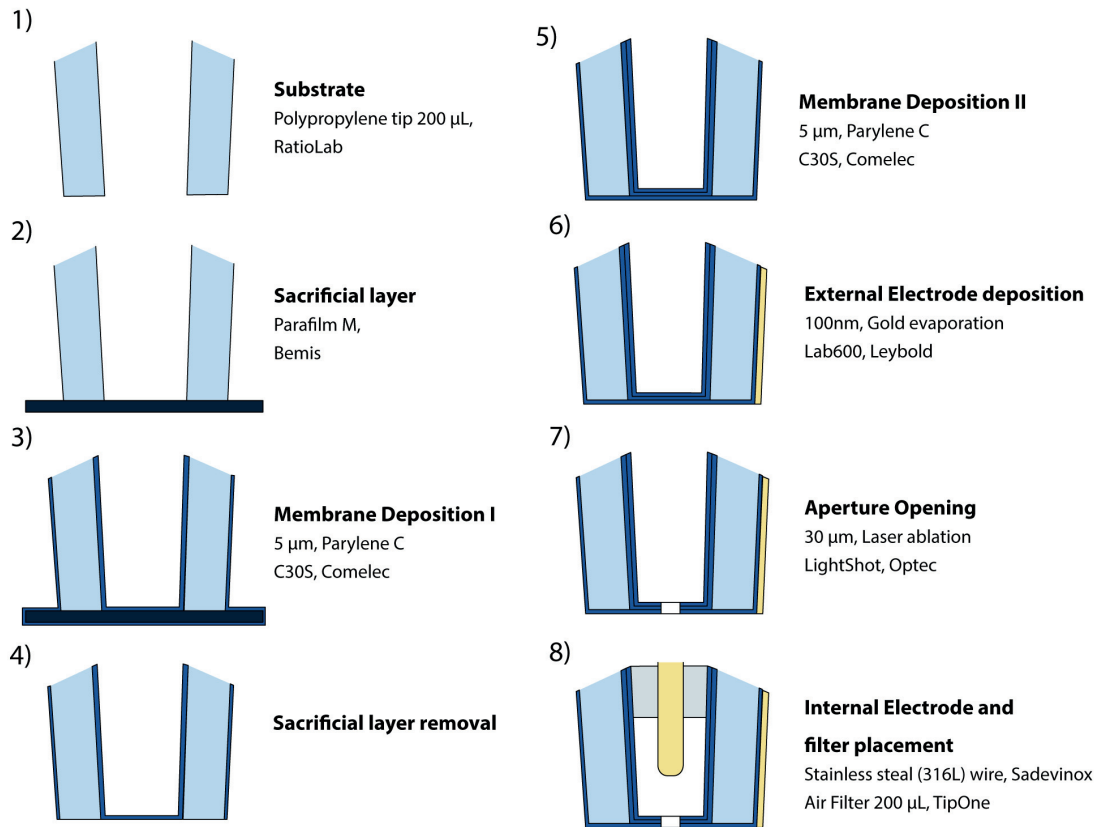 1)
Substrate
Polypropylene tip 200 µL,
RatioLab
2)
Sacrificial layer
Parafilm M,
Bemis
3)
Membrane Deposition I
5 µm, Parylene C
C30S, Comelec
4)
Sacrificial layer removal
5)
Membrane Deposition II
5 µm, Parylene C
C30S, Comelec
6)
External Electrode deposition
100nm, Gold evaporation
Lab600, Leybold
7)
Aperture Opening
30 µm, Laser ablation
LightShot, Optec
8)
Internal Electrode and
filter placement
Stainless steal (316L) wire, Sadevinox
Air Filter 200 µL, TipOne